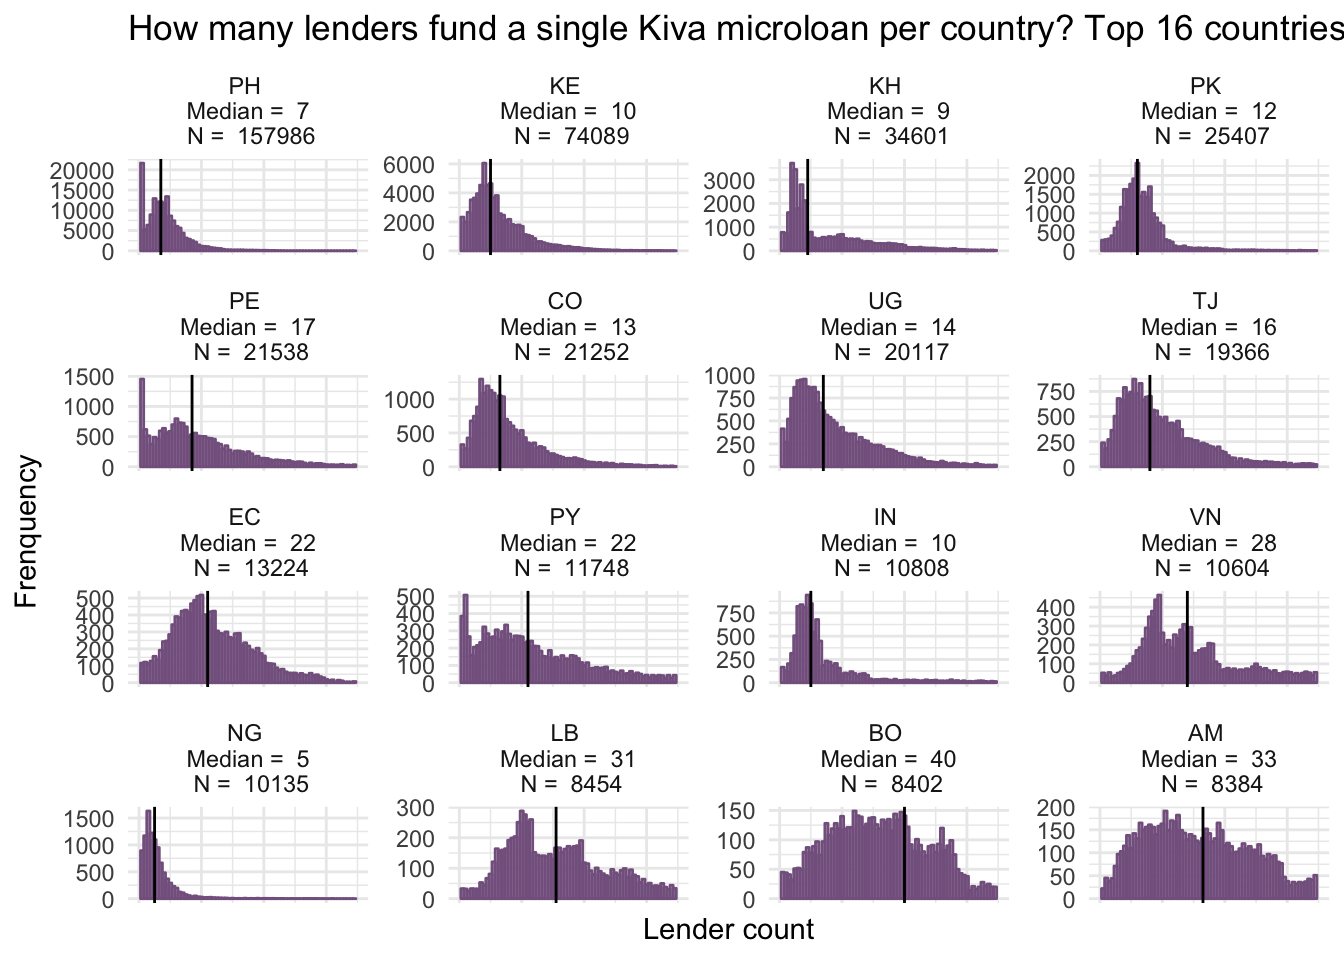 How many lenders fund a single Kiva microloan per country? Top 16 countries
PH
Median = 7
N = 157986
20000
15000
10000
5000
0
KE
Median = 10
N = 74089
6000
4000
2000
0
KH
Median = 9
N = 34601
3000
2000
1000
0
PK
Median = 12
N = 25407
2000
1500
1000
500
0
PE
Median = 17
N = 21538
1500
1000
500
0
CO
Median = 13
N = 21252
1000
500
0
UG
Median = 14
N = 20117
1000
750
500
250
0
TJ
Median = 16
N = 19366
750
500
250
0
EC
Median = 22
N = 13224
500
400
300
200
100
0
PY
Median = 22
N = 11748
500
400
300
200
100
0
IN
Median = 10
N = 10808
750
500
250
0
VN
Median = 28
N = 10604
400
300
200
100
0
NG
Median = 5
N = 10135
1500
1000
500
0
LB
Median = 31
N = 8454
300
200
100
0
BO
Median = 40
N = 8402
150
100
50
0
AM
Median = 33
N = 8384
200
150
100
50
0
Frenquency
Lender count